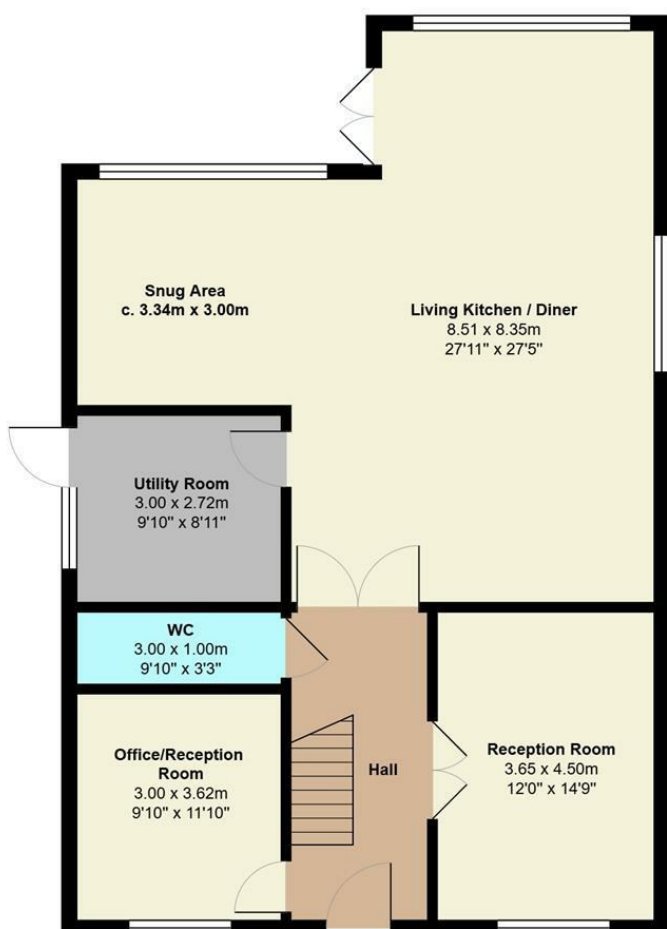 Snug Area
c. 3.34m x 3.00m
Living Kitchen / Diner
8.51 x 8.35m
27'11" x 27'5"
Utility Room
3.00 x 2.72m
9'10" x 8'11"
WC
3.00 x 1.00m
9'10" x 3'3"
Office/Reception
Room
3.00 x 3.62m
9'10" x 11'10"
Hall
Reception Room
3.65 x 4.50m
12'0" x 14'9"